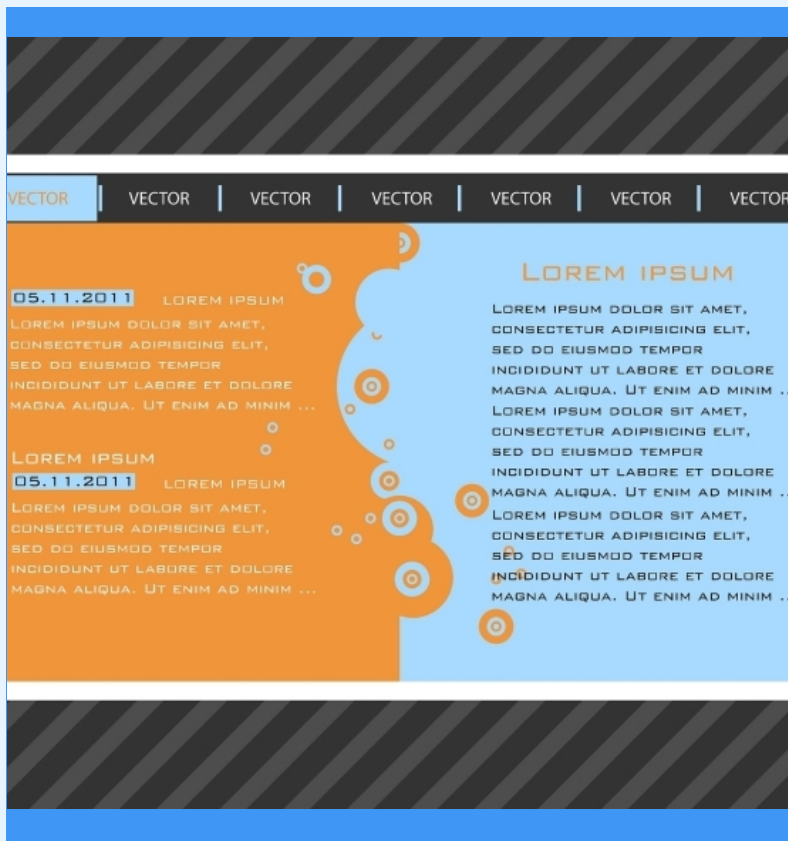 VECTOR VECTOR VECTOR VECTOR VECTOR VECTOR VECTOR
05.11.2011 LOREM IPSUM
LOREM IPSUM DOLOR SIT AMET,
CONSECTETUR ADIPISICING ELIT,
SED DO EIUSMOD TEMPOR
INCIDIDUNT UT LABORE ET DOLORE
MAGNA ALIQUA. UT ENIM AD MINIM ...
LOREM IPSUM
05.11.2011 LOREM IPSUM
LOREM IPSUM DOLOR SIT AMET,
CONSECTETUR ADIPISICING ELIT,
SED DO EIUSMOD TEMPOR
INCIDIDUNT UT LABORE ET DOLORE
MAGNA ALIQUA. UT ENIM AD MINIM ...
LOREM IPSUM
LOREM IPSUM DOLOR SIT AMET,
CONSECTETUR ADIPISICING ELIT,
SED DO EIUSMOD TEMPOR
INCIDIDUNT UT LABORE ET DOLORE
MAGNA ALIQUA. UT ENIM AD MINIM ..
LOREM IPSUM DOLOR SIT AMET,
CONSECTETUR ADIPISICING ELIT,
SED DO EIUSMOD TEMPOR
INCIDIDUNT UT LABORE ET DOLORE
MAGNA ALIQUA. UT ENIM AD MINIM ..
LOREM IPSUM DOLOR SIT AMET,
CONSECTETUR ADIPISICING ELIT,
SED DO EIUSMOD TEMPOR
INCIDIDUNT UT LABORE ET DOLORE
MAGNA ALIQUA. UT ENIM AD MINIM ..